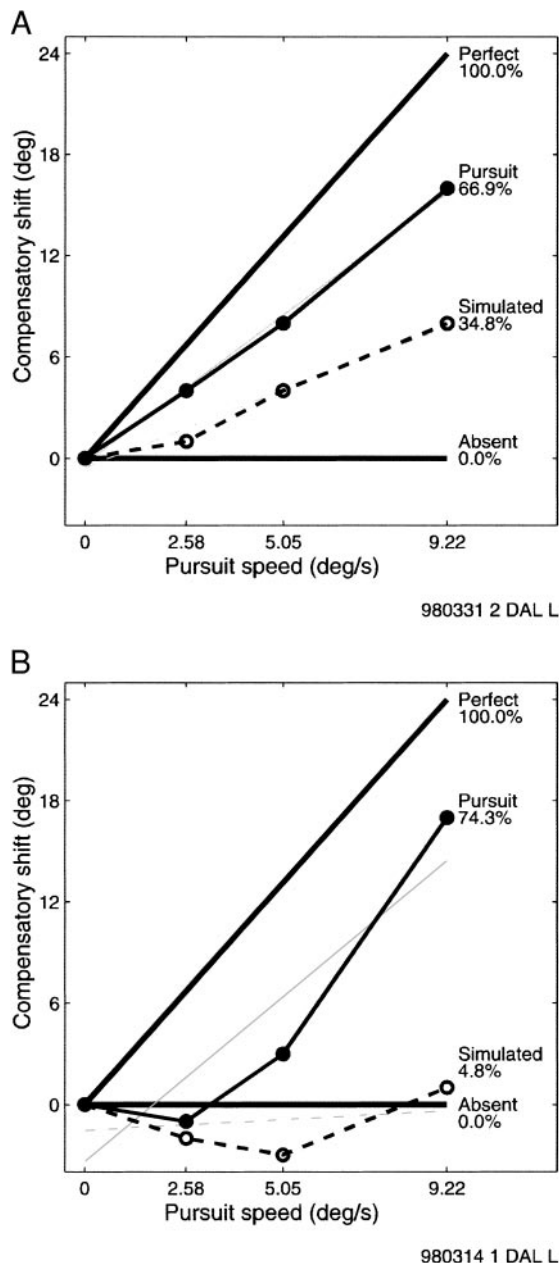 A
24
18
12
6
0
Compensatory shift (deg)
Perfect
100.0%
Pursuit
66.9%
Simulated
34.8%
Absent
0.0%
0 2.58 5.05 9.22
Pursuit speed (deg/s)
980331 2 DAL L
B
24
18
12
6
0
Compensatory shift (deg)
Perfect
100.0%
Pursuit
74.3%
Simulated
4.8%
Absent
0.0%
0 2.58 5.05 9.22
Pursuit speed (deg/s)
980314 1 DAL L